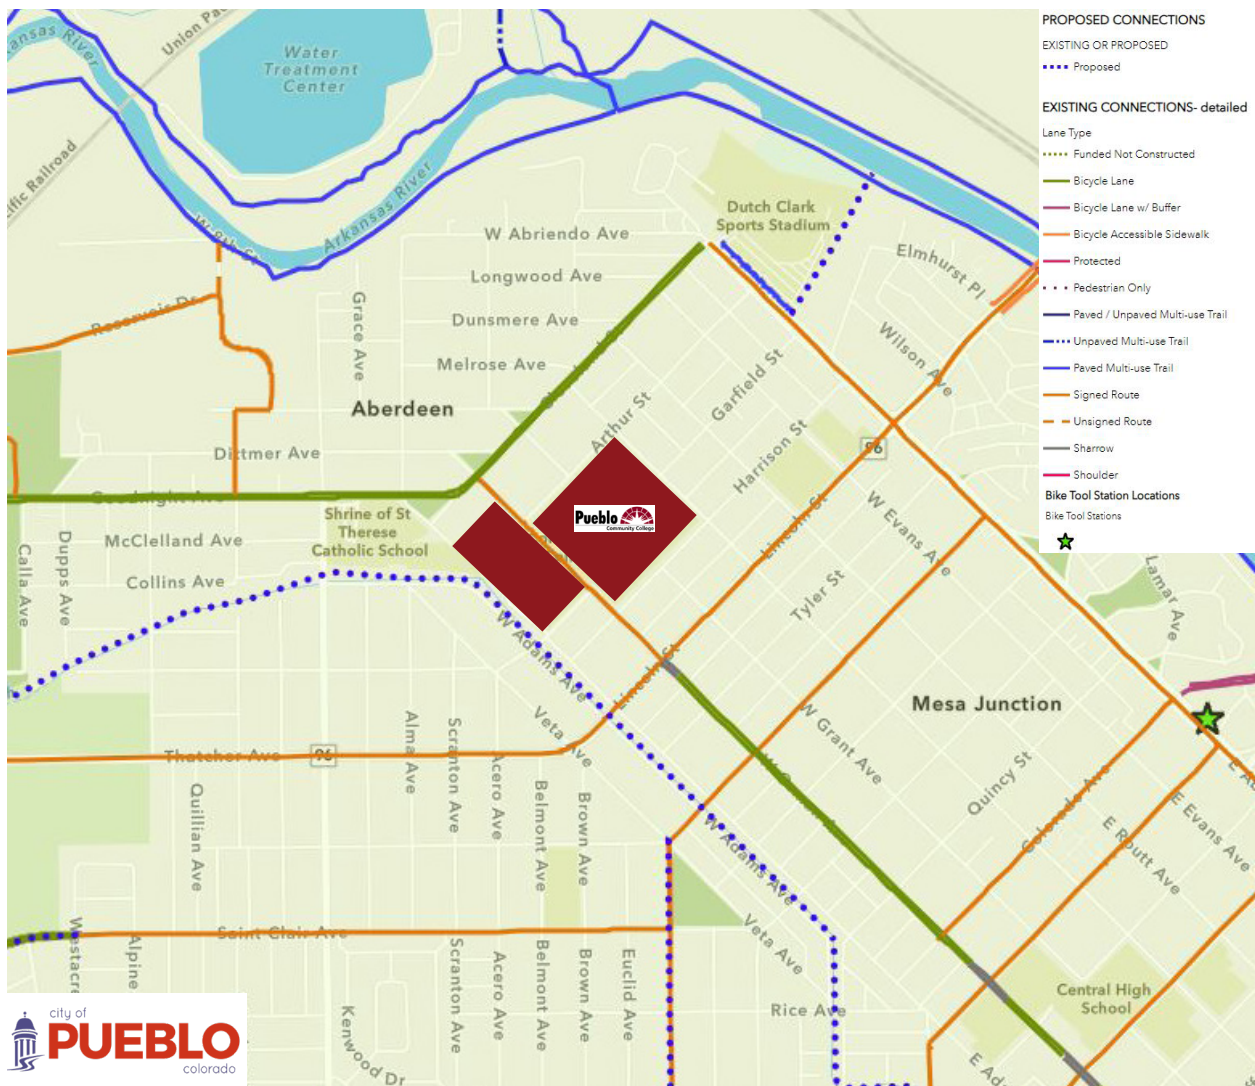 PROPOSED CONNECTIONS
EXISTING OR PROPOSED
Proposed
EXISTING CONNECTIONS- detailed
Lane Type
Funded Not Constructed
Bicycle Lane
Bicycle Lane w/ Buffer
Bicycle Accessible Sidewalk
Protected
Pedestrian Only
Paved / Unpaved Multi-use Trail
Unpaved Multi-use Trail
Paved Multi-use Trail
Signed Route
Unsigned Route
Sharrow
Shoulder
Bike Tool Station Locations
Bike Tool Stations
River
Union
Water
Treatment
Center
Railroad
W 8th St
Arkansas River
Dutch Clark
Sports Stadium
W Abriendo Ave
Elmhurst Pl
Longwood Ave
Reservoir Dr
Grace Ave
Dunsmere Ave
Wilson Ave
Melrose Ave
Garfield St
Aberdeen
Arthur St
Harrison St
96
Dittmer Ave
Goodnight Ave
W Evans Ave
Shrine of St
Therese
Catholic School
Pueblo
Community College
Lincoln St
McClelland Ave
Collins Ave
Calla Ave
Dupps Ave
Tyler St
Lamar Ave
W Adams Ave
Lincoln St
Mesa Junction
W Grant Ave
Veta Ave
Alma Ave
Scranton Ave
Acero Ave
Thatcher Ave
96
Quincy St
Colorado Ave
E Evans Ave
E Routt Ave
Quillian Ave
Belmont Ave
Brown Ave
W Adams Ave
Veta Ave
Saint Clair Ave
Alpine
Scranton Ave
Acero Ave
Belmont Ave
Brown Ave
Euclid Ave
Rice Ave
Central High
School
Kenwood Dr
city of
PUEBLO
colorado